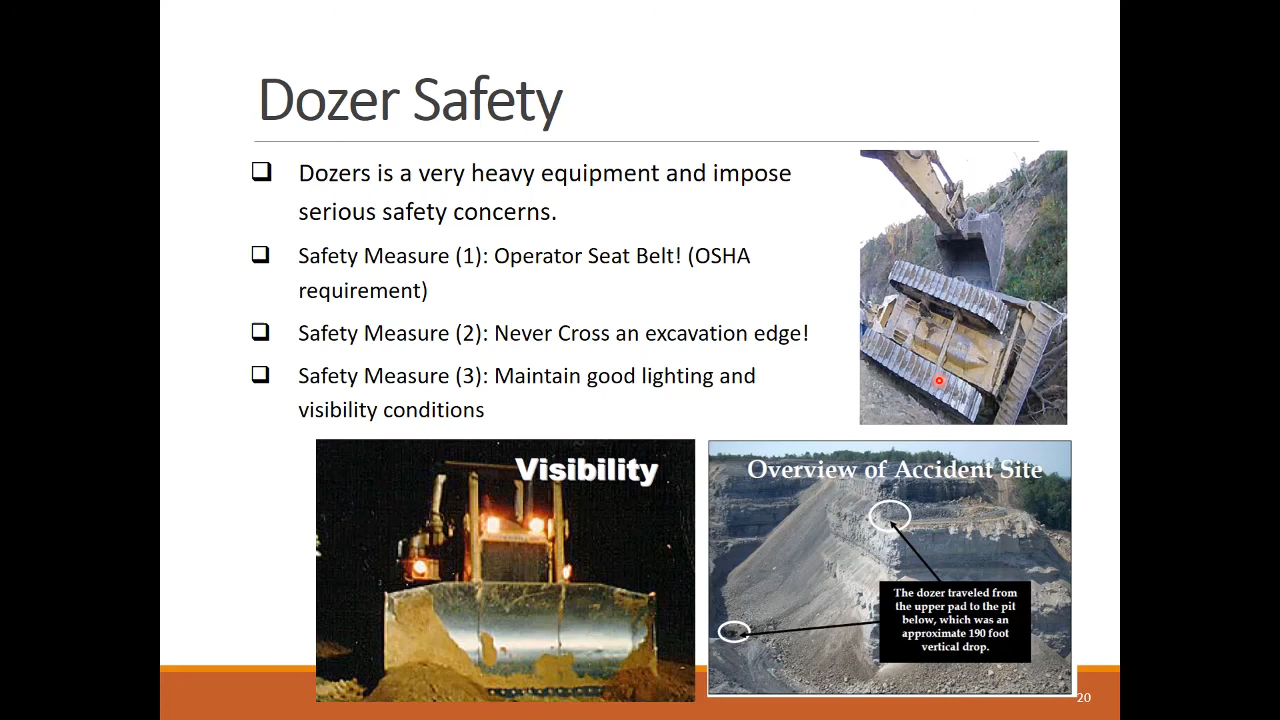 Dozer Safety
Dozers is a very heavy equipment and impose
serious safety concerns.
Safety Measure (1): Operator Seat Belt! (OSHA
requirement)
Safety Measure (2): Never Cross an excavation edge!
Safety Measure (3): Maintain good lighting and
visibility conditions
Visibility
Overview of Accident Site
The dozer traveled from
the upper pad to the pit
below, which was an
approximate 190 foot
vertical drop.
20